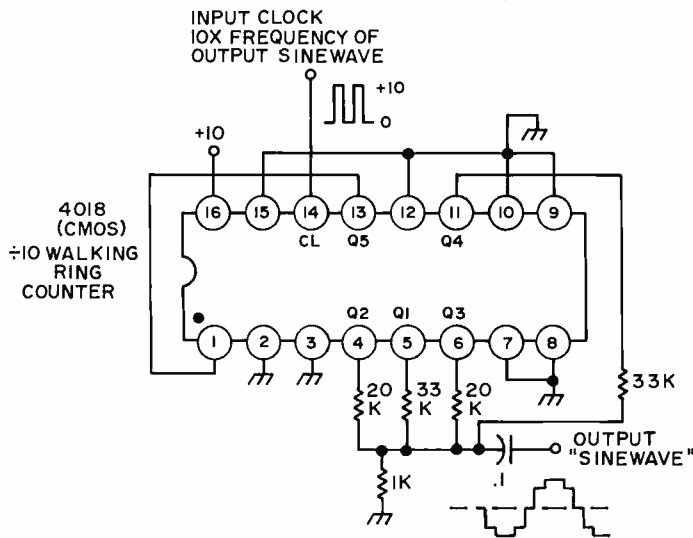 INPUT CLOCK
10X FREQUENCY OF
OUTPUT SINEWAVE
+10
0
+10
4018
(CMOS)
÷10 WALKING
RING
COUNTER
16 15 14 13 12 11 10 9
CL Q5 Q4
Q2 Q1 Q3
1 2 3 4 5 6 7 8
20
K
33
K
20
K
33K
1K
.1
OUTPUT
"SINEWAVE"